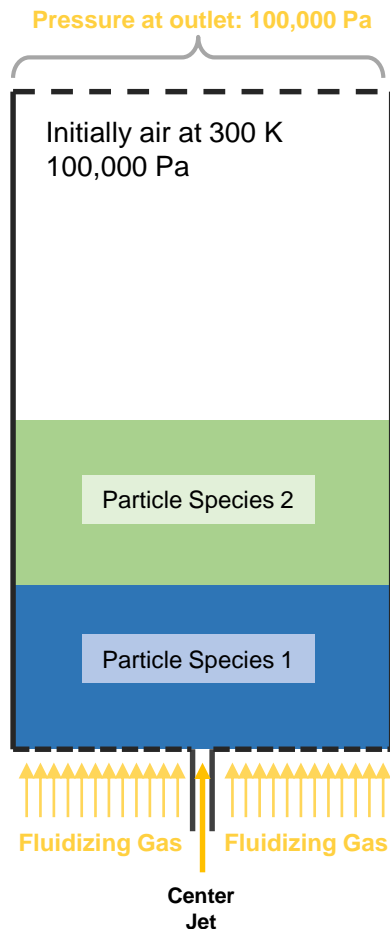 Pressure at outlet: 100,000 Pa
Initially air at 300 K
100,000 Pa
Particle Species 2
Particle Species 1
Fluidizing Gas
Fluidizing Gas
Center
Jet